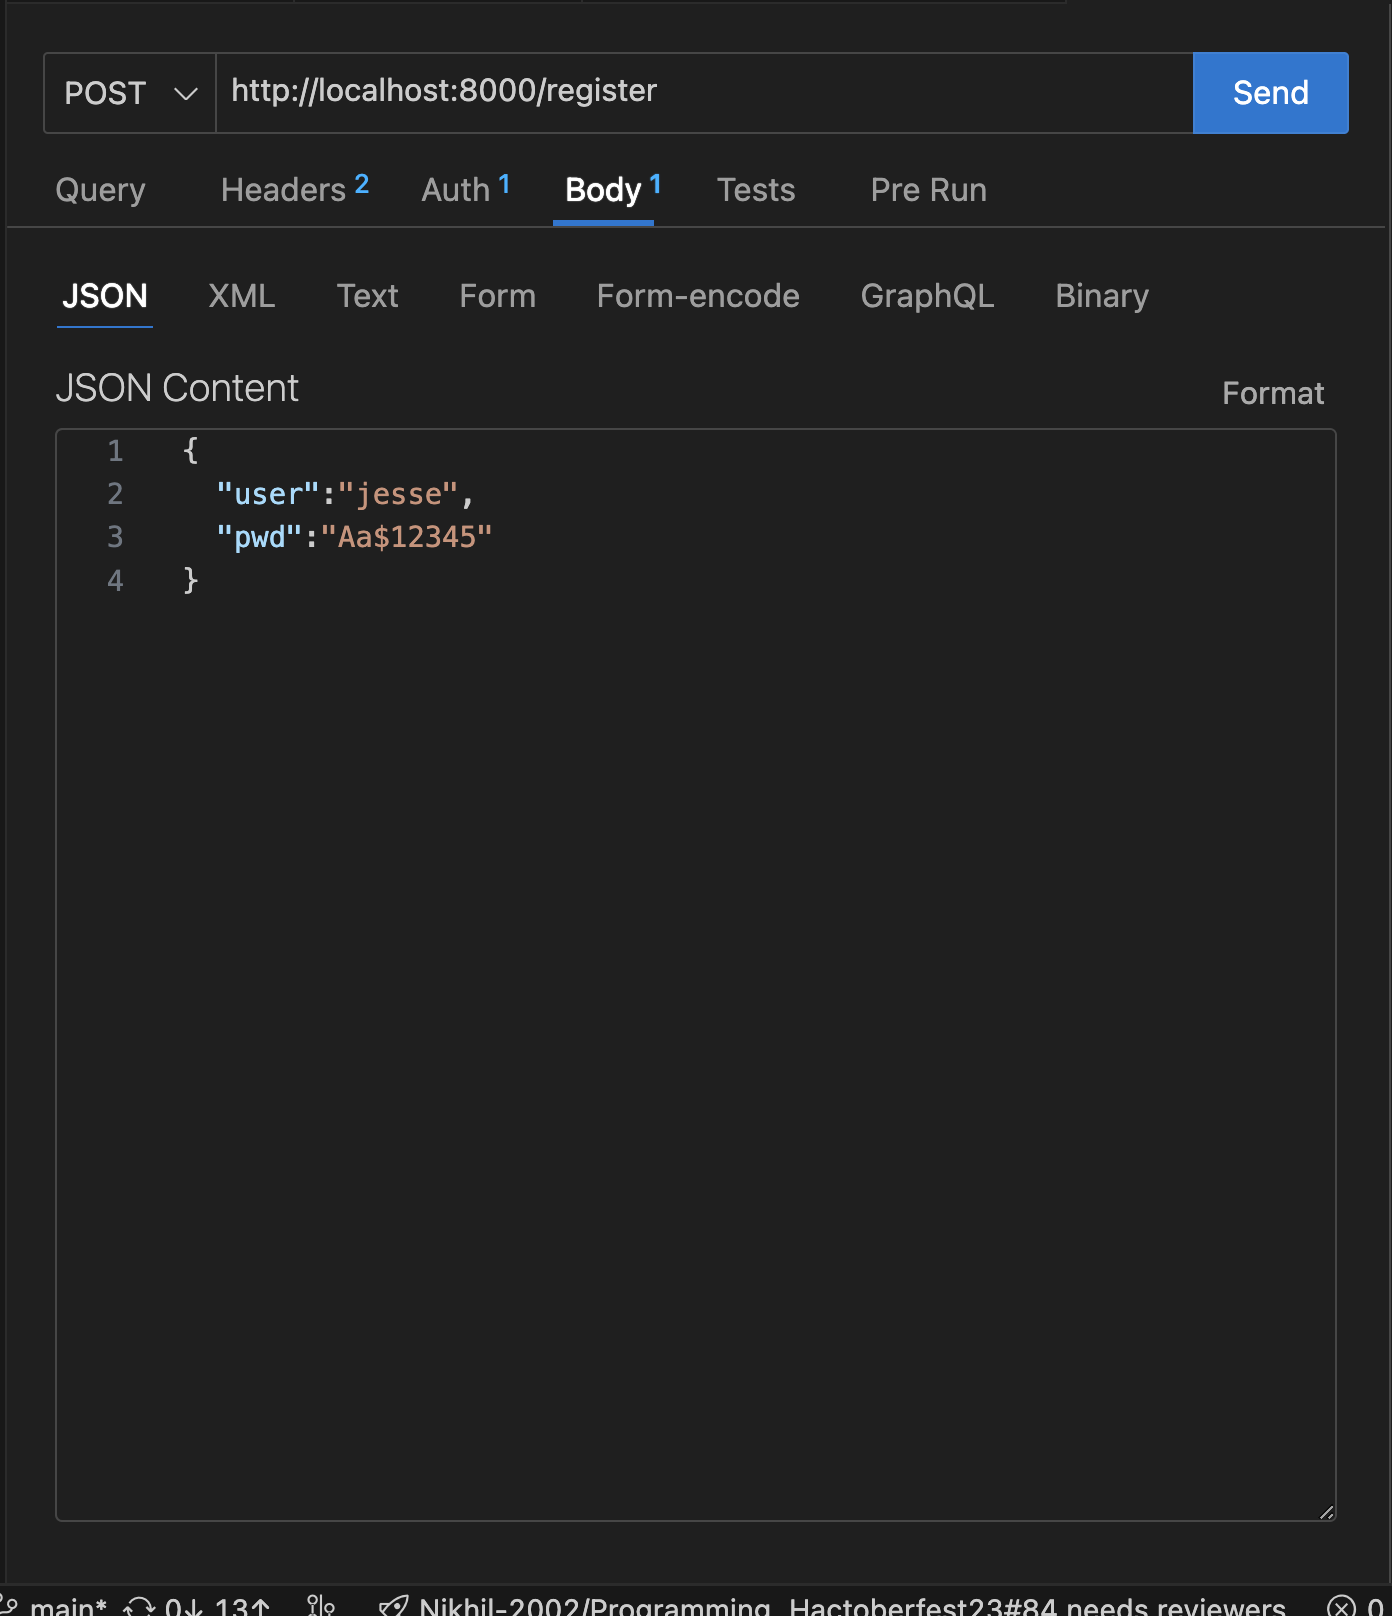 POST http://localhost:8000/register Send
Query Headers 2 Auth 1 Body 1 Tests Pre Run
JSON XML Text Form Form-encode GraphQL Binary
JSON Content Format
1 {
2 "user":"jesse",
3 "pwd":"Aa$12345"
4 }
main* 0↓ 13↑ Nikhil-2002/Programming_Hactoberfest23#84 needs reviewers 0